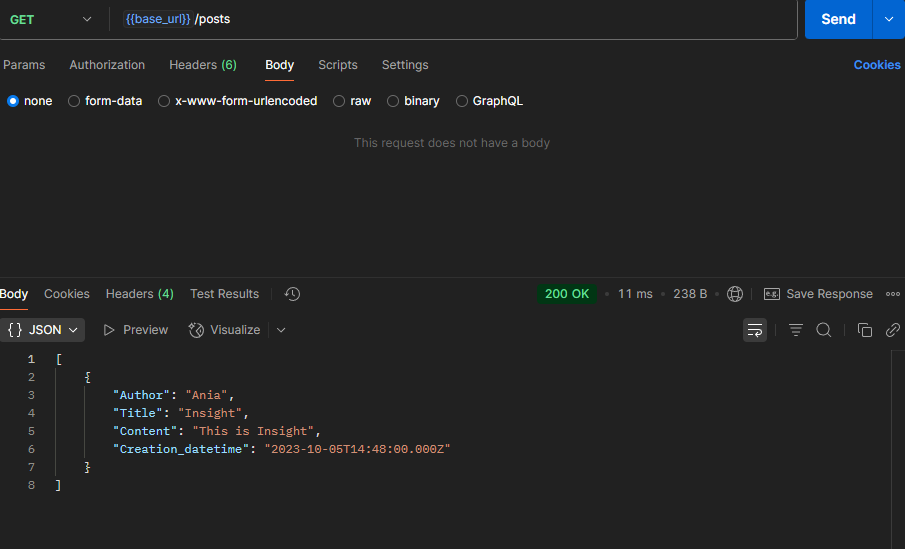 GET {{base_url}} /posts Send
Params Authorization Headers (6) Body Scripts Settings Cookies
none form-data x-www-form-urlencoded raw binary GraphQL
This request does not have a body
Body Cookies Headers (4) Test Results 200 OK • 11 ms • 238 B e.g. Save Response
{} JSON Preview Visualize
1 [
2 {
3 "Author": "Ania",
4 "Title": "Insight",
5 "Content": "This is Insight",
6 "Creation_datetime": "2023-10-05T14:48:00.000Z"
7 }
8 ]